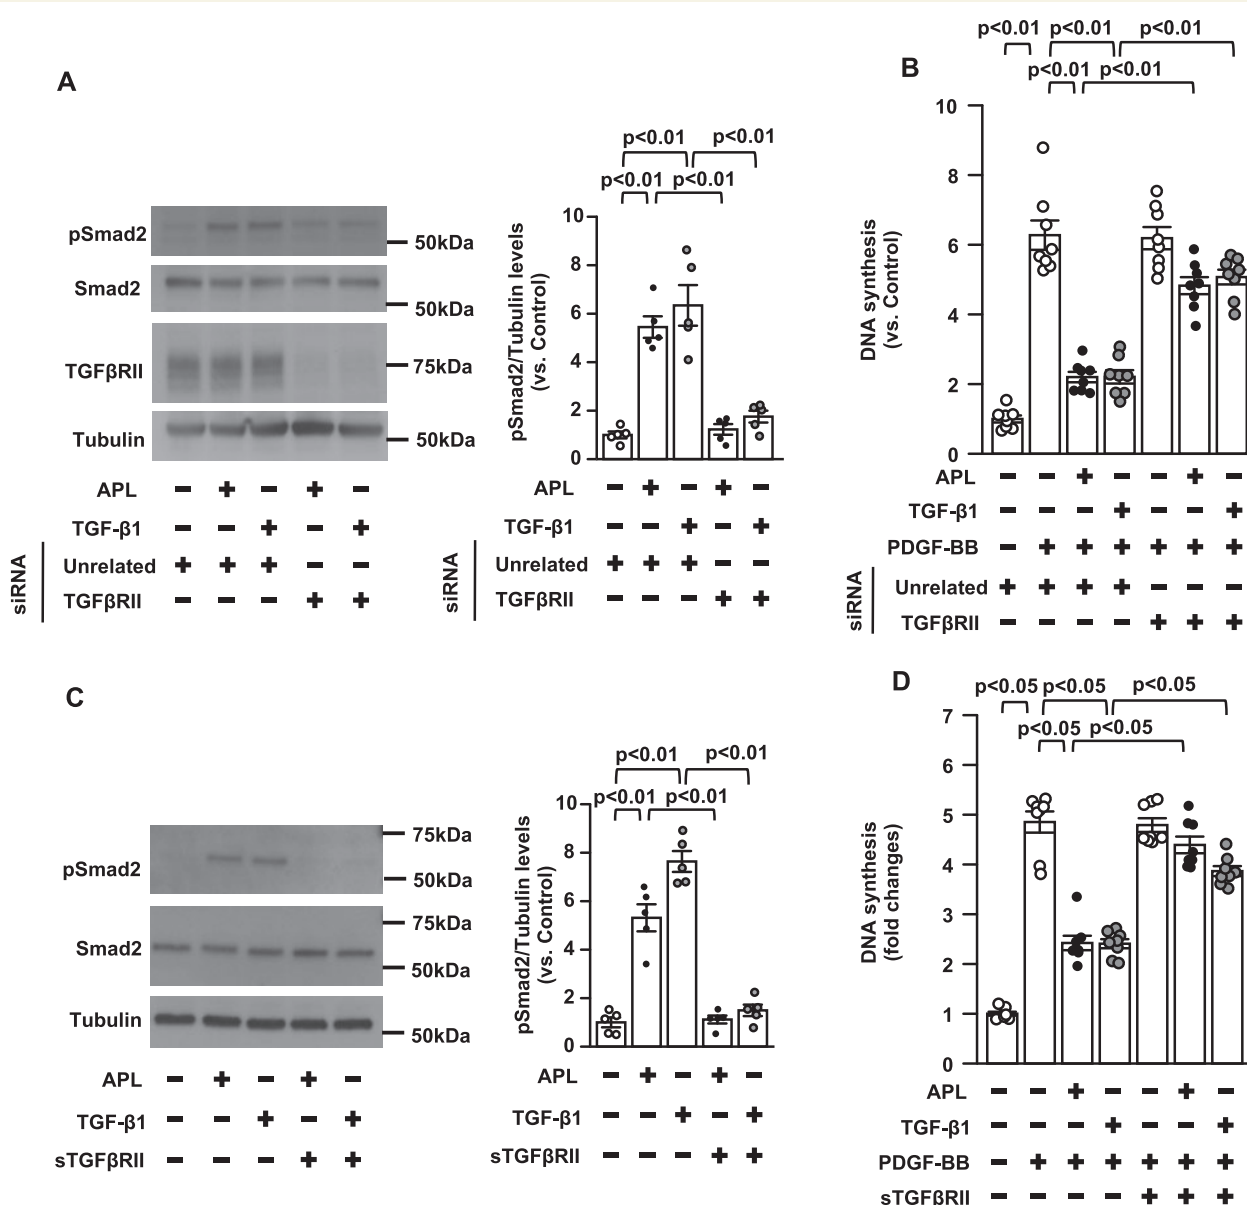 A
pSmad2
50kDa
Smad2
50kDa
TGFβRII
75kDa
Tubulin
50kDa
APL - + - + -
TGF-β1 - - + - +
siRNA
Unrelated + + + - -
TGFβRII - - - + +
p<0.01 p<0.01
p<0.01 p<0.01
pSmad2/Tubulin levels
(vs. Control)
10
8
6
4
2
0
APL - + - + -
TGF-β1 - - + - +
siRNA
Unrelated + + + - -
TGFβRII - - - + +
B
p<0.01 p<0.01 p<0.01
p<0.01 p<0.01
DNA synthesis
(vs. Control)
10
8
6
4
2
0
APL - - + - - + -
TGF-β1 - - - + - - +
PDGF-BB - + + + + + +
siRNA
Unrelated + + + + - - -
TGFβRII - - - - + + +
C
pSmad2
75kDa
50kDa
Smad2
75kDa
50kDa
Tubulin
50kDa
APL - + - + -
TGF-β1 - - + - +
sTGFβRII - - - + +
p<0.01 p<0.01
p<0.01 p<0.01
pSmad2/Tubulin levels
(vs. Control)
10
8
6
4
2
0
APL - + - + -
TGF-β1 - - + - +
sTGFβRII - - - + +
D
p<0.05 p<0.05 p<0.05
p<0.05 p<0.05
DNA synthesis
(fold changes)
7
6
5
4
3
2
1
0
APL - - + - - + -
TGF-β1 - - - + - - +
PDGF-BB - + + + + + +
sTGFβRII - - - - + + +